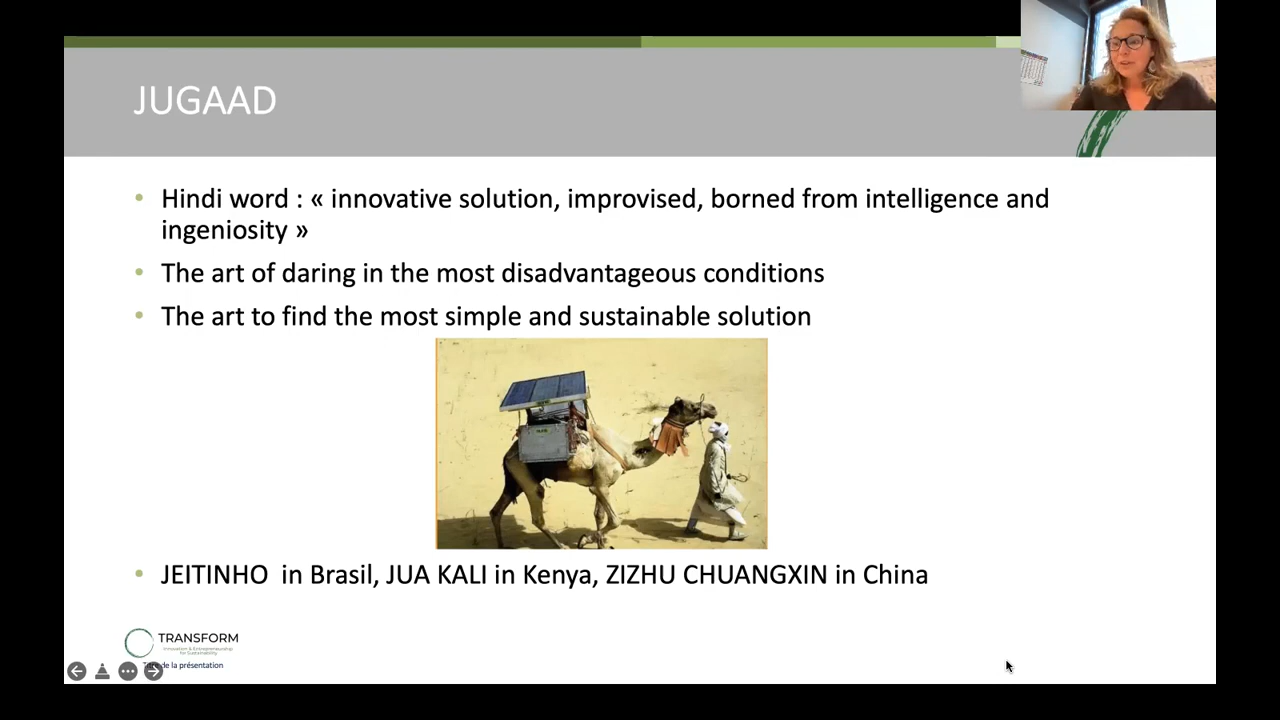 JUGAAD
• Hindi word : « innovative solution, improvised, borned from intelligence and
ingeniosity »
• The art of daring in the most disadvantageous conditions
• The art to find the most simple and sustainable solution
• JEITINHO in Brasil, JUA KALI in Kenya, ZIZHU CHUANGXIN in China
TRANSFORM
Innovation & Entrepreneurship
for Sustainability
de la présentation